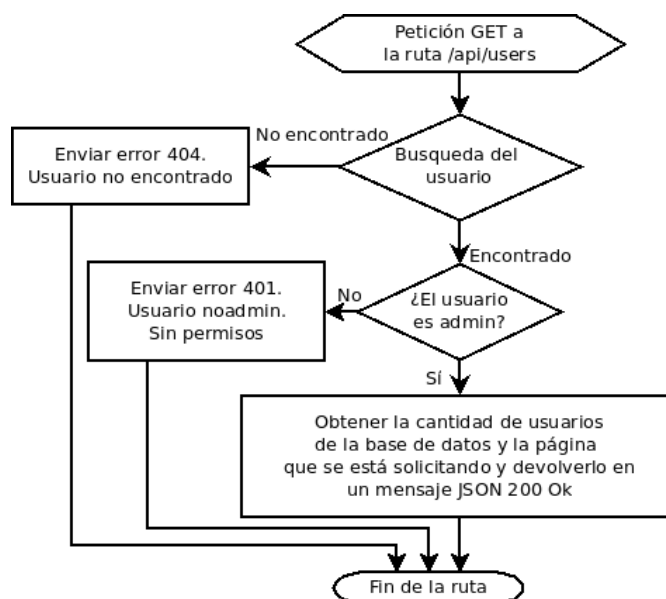 Petición GET a
la ruta /api/users
No encontrado
Enviar error 404.
Usuario no encontrado
Busqueda del
usuario
Encontrado
Enviar error 401.
Usuario noadmin.
Sin permisos
No
¿El usuario
es admin?
Sí
Obtener la cantidad de usuarios
de la base de datos y la página
que se está solicitando y devolverlo en
un mensaje JSON 200 Ok
Fin de la ruta